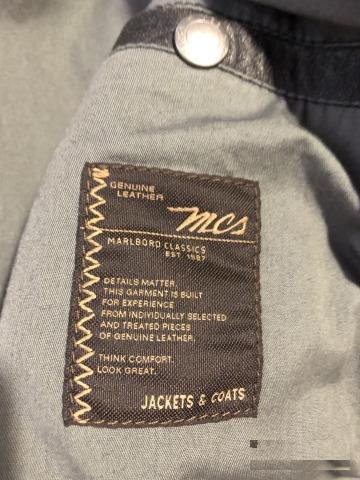 GENUINE
LEATHER
mcs
MARLBORO CLASSICS
EST 1987
DETAILS MATTER.
THIS GARMENT IS BUILT
FOR EXPERIENCE
FROM INDIVIDUALLY SELECTED
AND TREATED PIECES
OF GENUINE LEATHER.
THINK COMFORT.
LOOK GREAT.
JACKETS & COATS